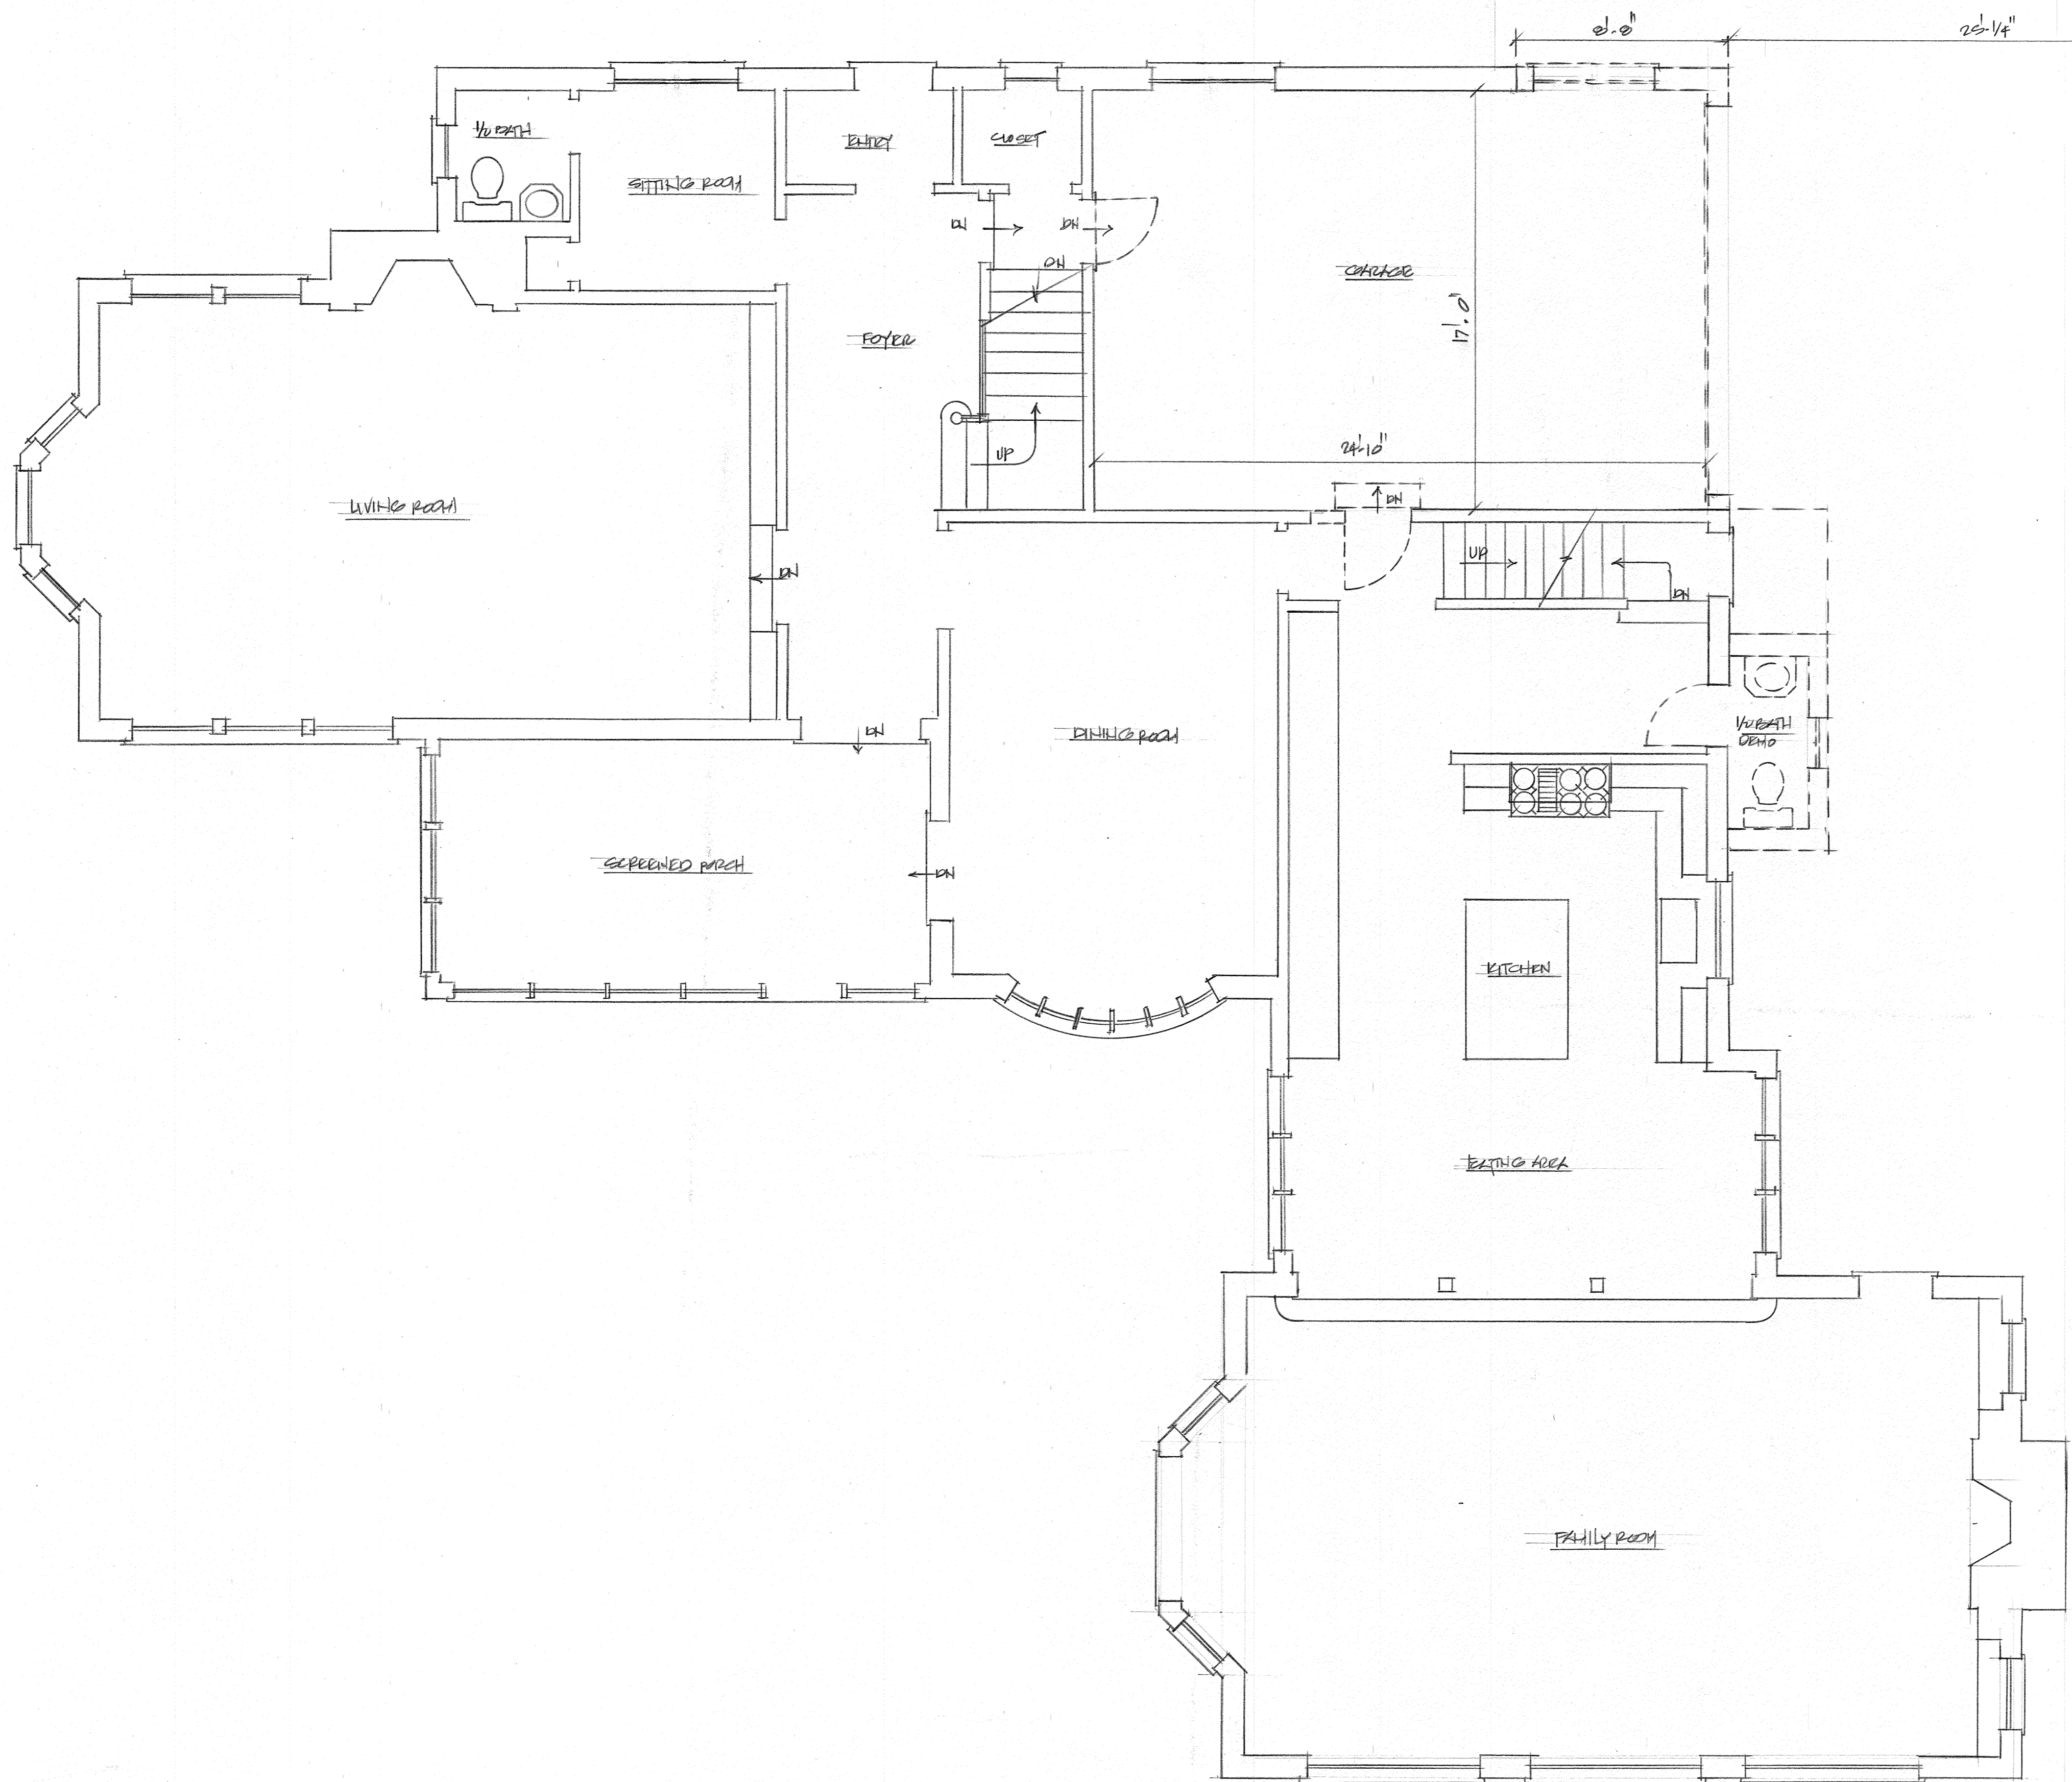 8'-8"
25'-1/4"
1/2 BATH
ENTRY
CLOSET
SITTING ROOM
DN
DN
DN
GARAGE
17'-0"
FOYER
24'-10"
UP
DN
LIVING ROOM
UP
DN
DN
1/2 BATH
DEMO
DN
DINING ROOM
SCREENED PORCH
DN
KITCHEN
EATING AREA
FAMILY ROOM